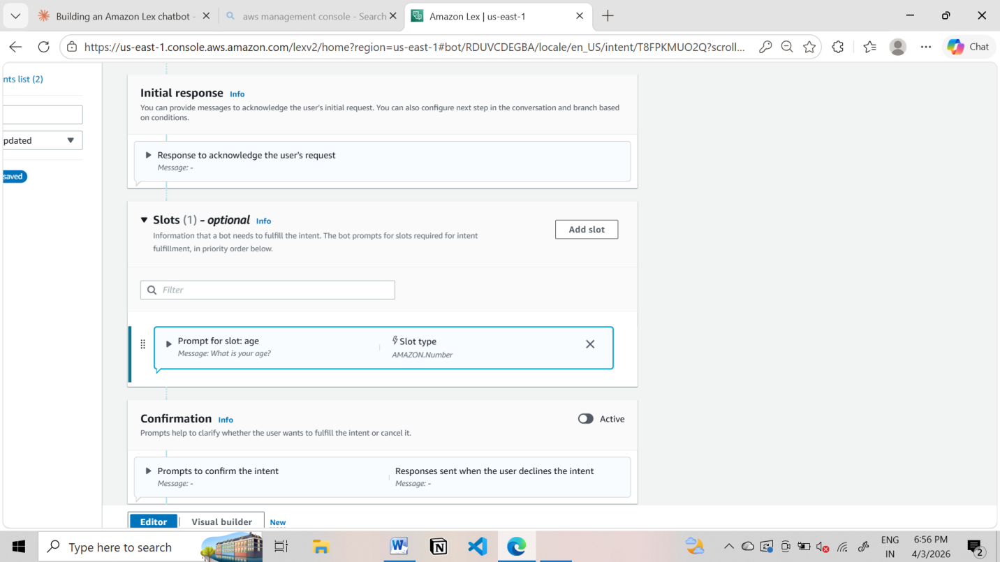 Building an Amazon Lex chatbot -
aws management console - Search
Amazon Lex | us-east-1
https://us-east-1.console.aws.amazon.com/lexv2/home?region=us-east-1#bot/RDUVCDEGBA/locale/en_US/intent/T8FPKMUO2Q?scroll...
Chat
nts list (2)
pdated
saved
Initial response Info
You can provide messages to acknowledge the user's initial request. You can also configure next step in the conversation and branch based
on conditions.
Response to acknowledge the user's request
Message: -
Slots (1) - optional Info
Information that a bot needs to fulfill the intent. The bot prompts for slots required for intent
fulfillment, in priority order below.
Add slot
Filter
Prompt for slot: age
Message: What is your age?
Slot type
AMAZON.Number
Confirmation Info
Prompts help to clarify whether the user wants to fulfill the intent or cancel it.
Active
Prompts to confirm the intent
Message: -
Responses sent when the user declines the intent
Message: -
Editor
Visual builder
New
Type here to search
ENG
IN
6:56 PM
4/3/2026
2